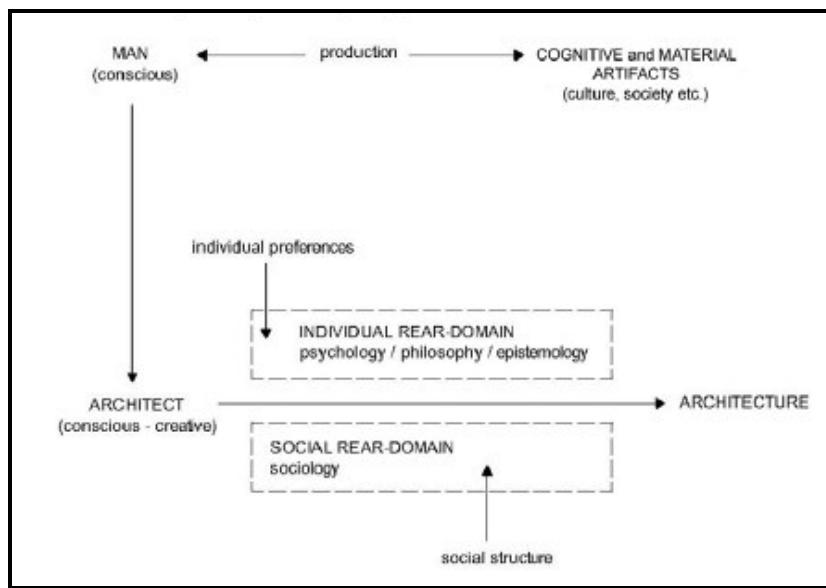 MAN
(conscious)
production
COGNITIVE and MATERIAL
ARTIFACTS
(culture, society etc.)
individual preferences
INDIVIDUAL REAR-DOMAIN
psychology / philosophy / epistemology
ARCHITECT
(conscious - creative)
ARCHITECTURE
SOCIAL REAR-DOMAIN
sociology
social structure